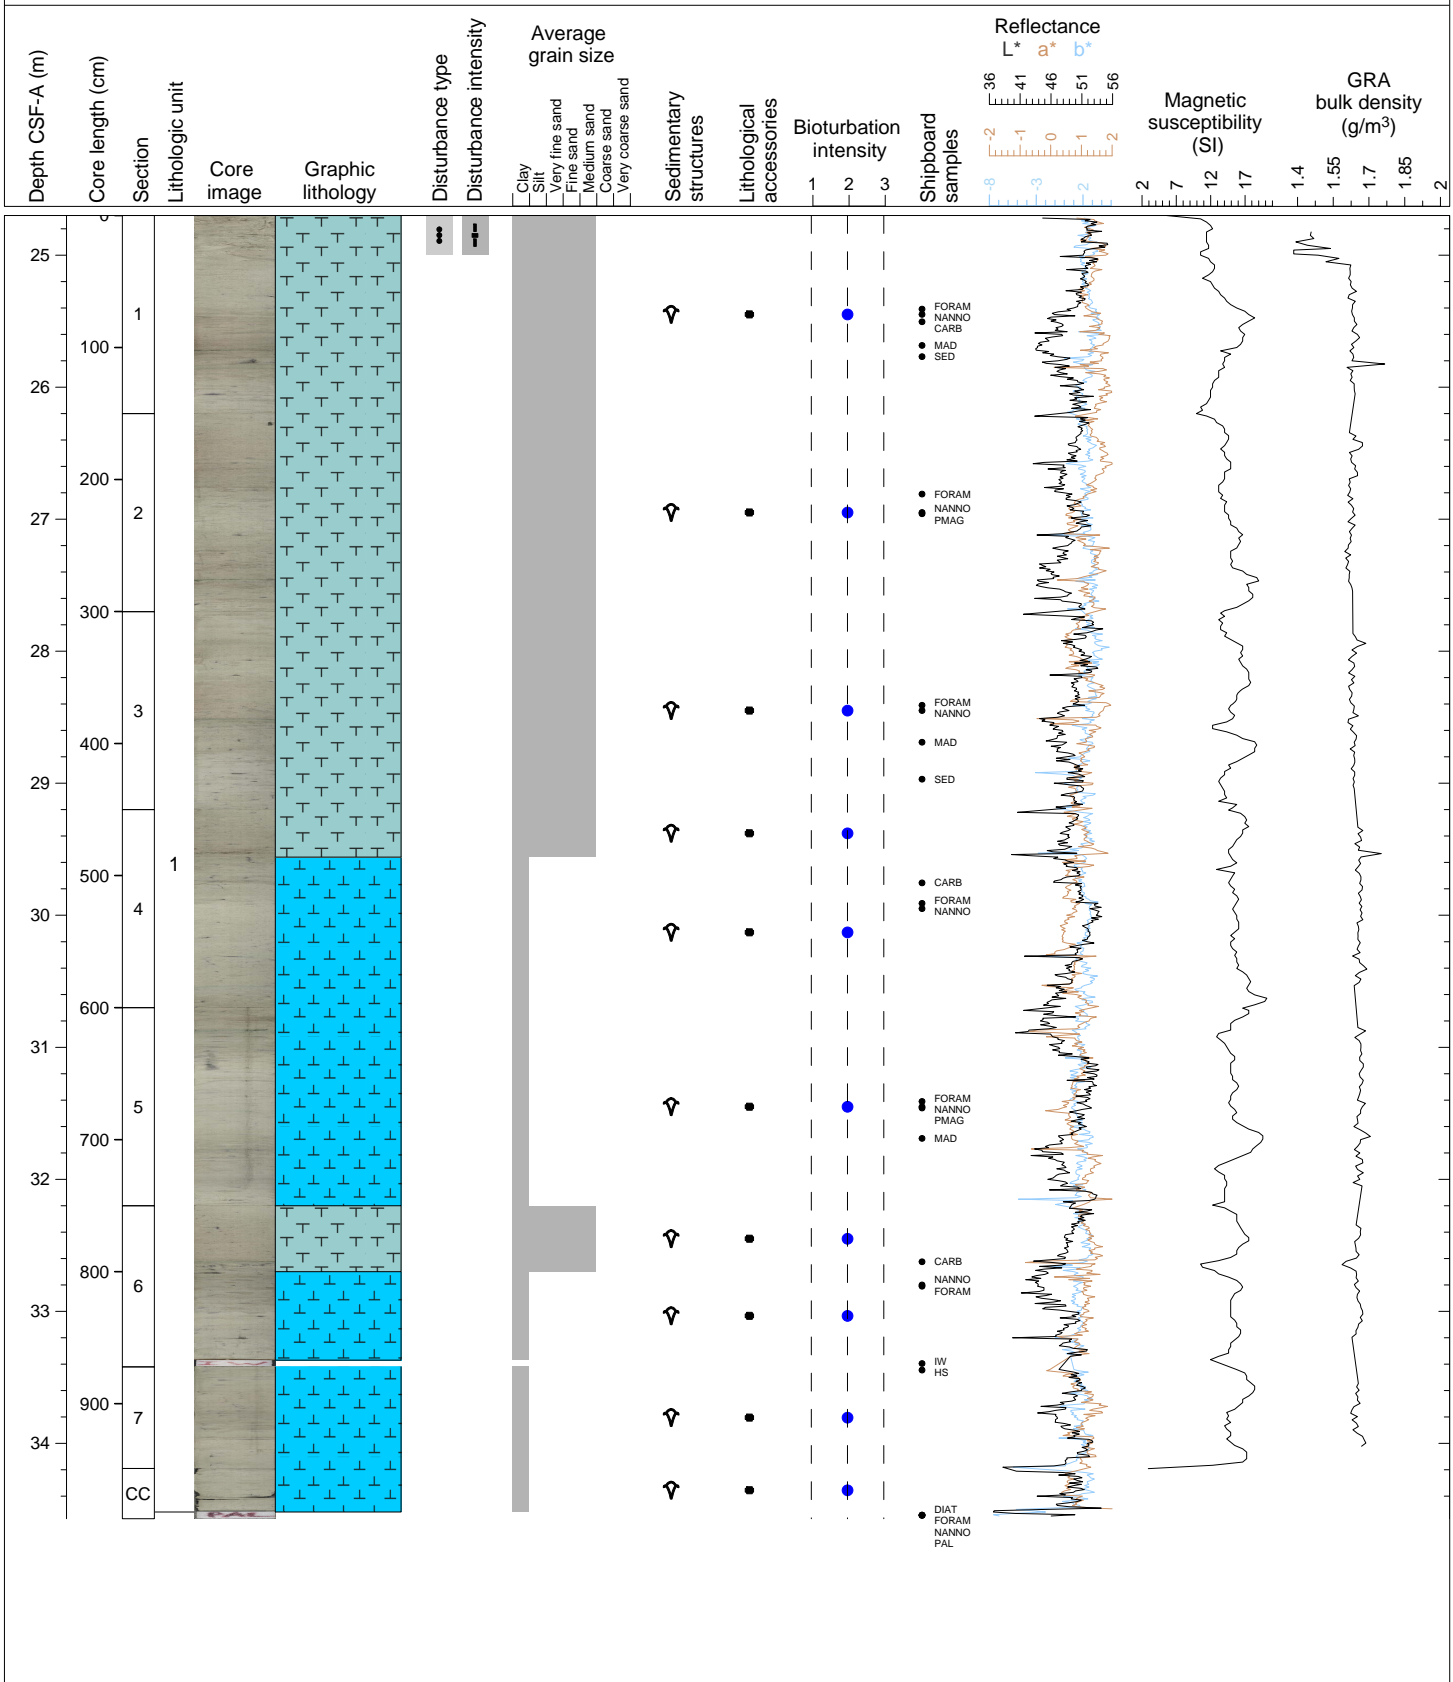 Depth CSF-A (m)
Core length (cm)
Section
Lithologic unit
Core
image
Graphic
lithology
Disturbance type
Disturbance intensity
Average
grain size
Clay
Silt
Very fine sand
Fine sand
Medium sand
Coarse sand
Very coarse sand
Sedimentary
structures
Lithological
accessories
Bioturbation
intensity
1 2 3
Shipboard
samples
Reflectance
L* a* b*
36 41 46 51 56
-2 -1 0 1 2
-8 -3 2
Magnetic
susceptibility
(SI)
2 7 12 17
GRA
bulk density
(g/m³)
1.4 1.55 1.7 1.85 2
0
25
1
FORAM
NANNO
CARB
100
MAD
SED
26
200
FORAM
2
NANNO
27
PMAG
300
28
3
FORAM
NANNO
400
MAD
29
SED
1
500
CARB
4
FORAM
30
NANNO
600
31
5
FORAM
NANNO
PMAG
700
MAD
32
CARB
800
6
NANNO
FORAM
33
IW
HS
900
7
34
CC
PAL
DIAT
FORAM
NANNO
PAL